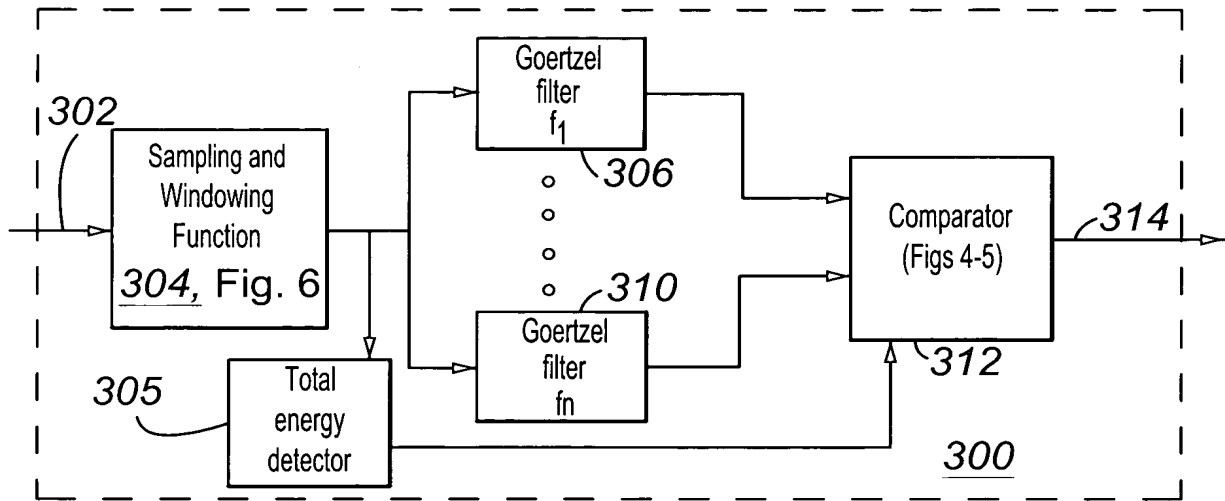 302
Sampling and
Windowing
Function
304, Fig. 6
305
Total
energy
detector
Goertzel
filter
f1
306
310
Goertzel
filter
fn
Comparator
(Figs 4-5)
312
314
300